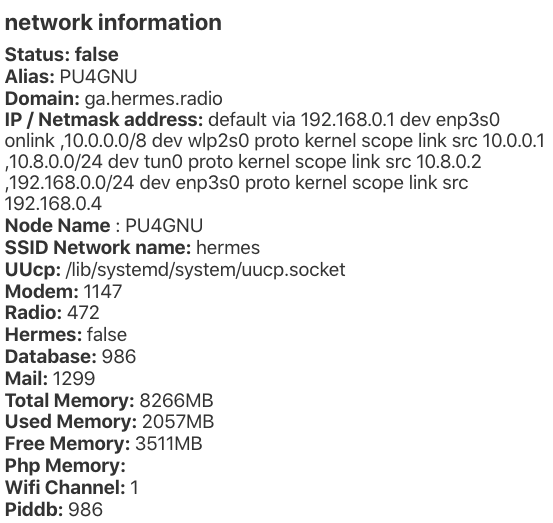 network information
Status: false
Alias: PU4GNU
Domain: ga.hermes.radio
IP / Netmask address: default via 192.168.0.1 dev enp3s0
onlink ,10.0.0.0/8 dev wlp2s0 proto kernel scope link src 10.0.0.1
,10.8.0.0/24 dev tun0 proto kernel scope link src 10.8.0.2
,192.168.0.0/24 dev enp3s0 proto kernel scope link src
192.168.0.4
Node Name : PU4GNU
SSID Network name: hermes
UUcp: /lib/systemd/system/uucp.socket
Modem: 1147
Radio: 472
Hermes: false
Database: 986
Mail: 1299
Total Memory: 8266MB
Used Memory: 2057MB
Free Memory: 3511MB
Php Memory:
Wifi Channel: 1
Piddb: 986